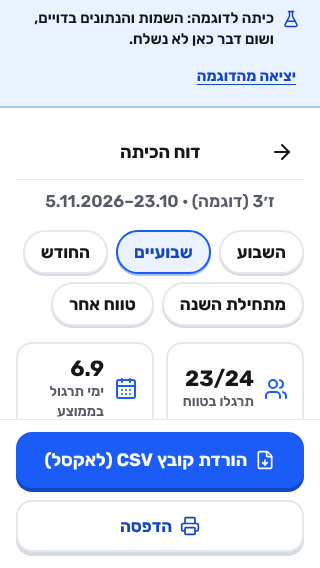 כיתה לדוגמה: השמות והנתונים בדויים,
ושום דבר כאן לא נשלח.
יציאה מהדוגמה
דוח הכיתה
ז׳3 (דוגמה) • 23.10–5.11.2026
השבוע
שבועיים
החודש
מתחילת השנה
טווח אחר
23/24
תרגלו בטווח
6.9
ימי תרגול
בממוצע
הורדת קובץ CSV (לאקסל)
הדפסה